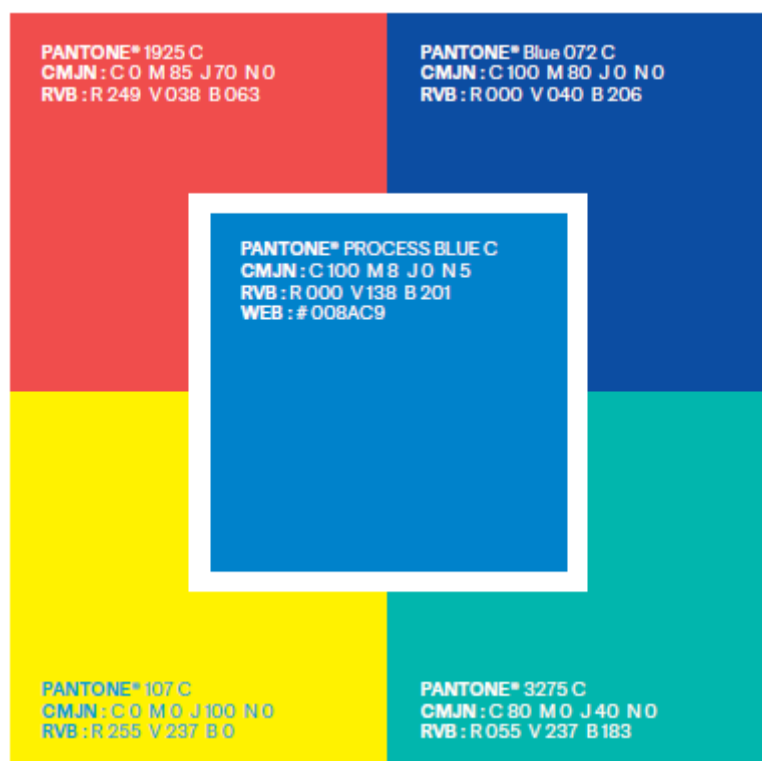 PANTONE® 1925 C
CMJN : C 0 M 85 J 70 N 0
RVB : R 249 V 038 B 063
PANTONE® Blue 072 C
CMJN : C 100 M 80 J 0 N 0
RVB : R 000 V 040 B 206
PANTONE® PROCESS BLUE C
CMJN : C 100 M 8 J 0 N 5
RVB : R 000 V 138 B 201
WEB : # 008AC9
PANTONE® 107 C
CMJN : C 0 M 0 J 100 N 0
RVB : R 255 V 237 B 0
PANTONE® 3275 C
CMJN : C 80 M 0 J 40 N 0
RVB : R 055 V 237 B 183